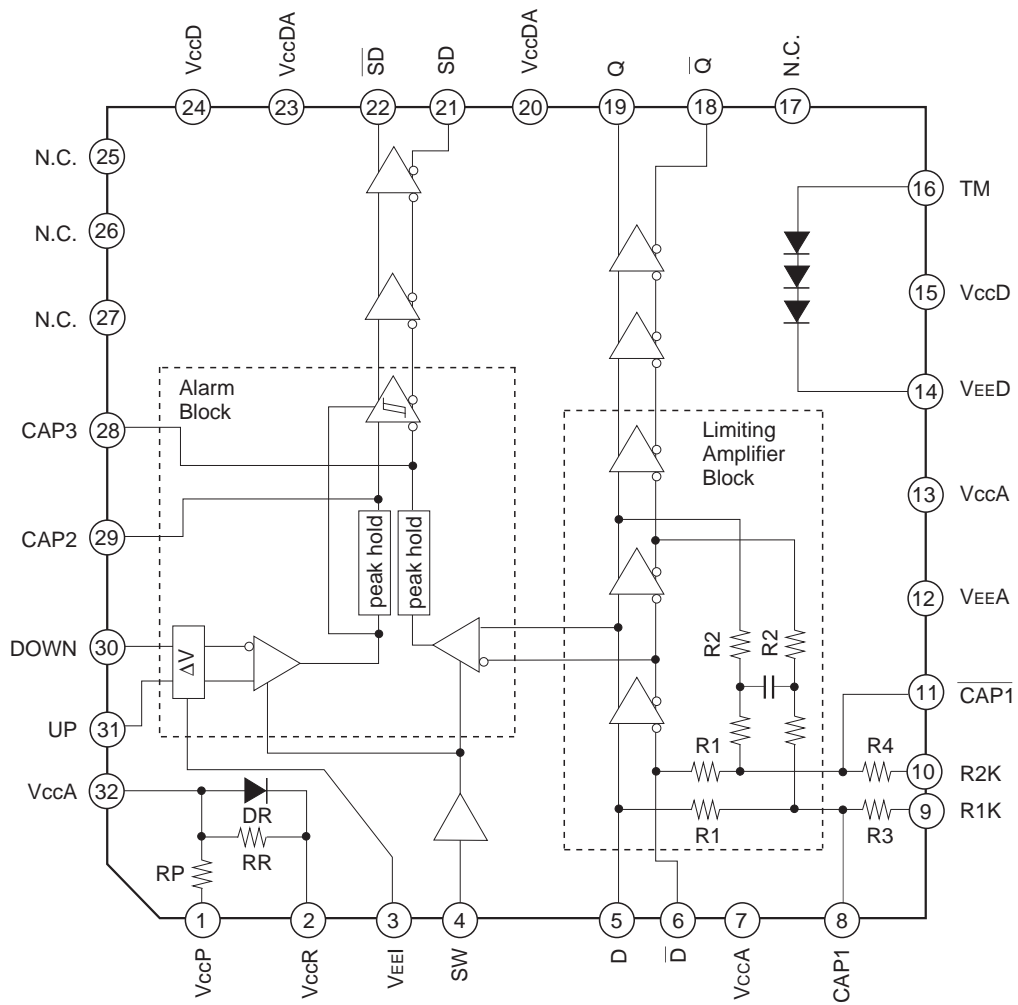 VccD
VccDA
S̅D̅
SD
VccDA
Q
Q̅
N.C.
24
23
22
21
20
19
18
17
N.C.
25
N.C.
26
N.C.
27
CAP3
28
CAP2
29
DOWN
30
UP
31
VccA
32
16
TM
15
VccD
14
VEED
13
VccA
12
VEEA
11
C̅A̅P̅1̅
10
R2K
9
R1K
Alarm
Block
peak hold
peak hold
ΔV
Limiting
Amplifier
Block
R2
R2
R1
R1
R4
R3
DR
RR
RP
1
2
3
4
5
6
7
8
VccP
VccR
VEEI
SW
D
D̅
VccA
CAP1